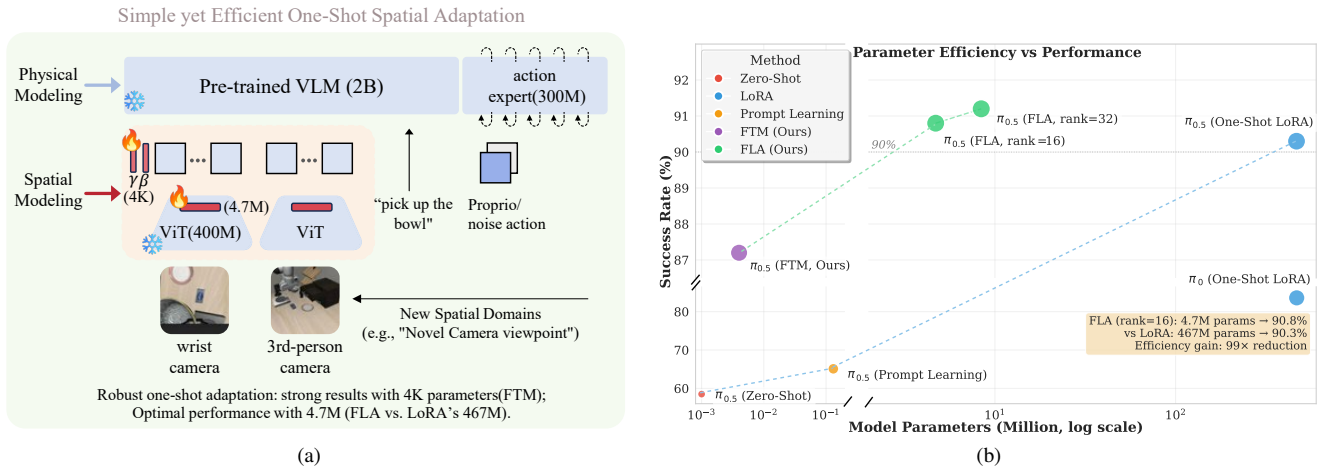 Simple yet Efficient One-Shot Spatial Adaptation
Physical
Modeling
Pre-trained VLM (2B)
action
expert(300M)
Spatial
Modeling
γ β
(4K)
(4.7M)
ViT(400M)
ViT
“pick up the
bowl"
Proprio/
noise action
New Spatial Domains
(e.g., "Novel Camera viewpoint")
wrist
camera
3rd-person
camera
Robust one-shot adaptation: strong results with 4K parameters(FTM);
Optimal performance with 4.7M (FLA vs. LoRA’s 467M).
(a)
Parameter Efficiency vs Performance
Method
Zero-Shot
LoRA
Prompt Learning
FTM (Ours)
FLA (Ours)
Success Rate (%)
92
91
90
89
88
87
80
70
60
90%
π0.5 (FLA, rank=32)
π0.5 (FLA, rank=16)
π0.5 (One-Shot LoRA)
π0.5 (FTM, Ours)
π0 (One-Shot LoRA)
FLA (rank=16): 4.7M params → 90.8%
vs LoRA: 467M params → 90.3%
Efficiency gain: 99× reduction
π0.5 (Prompt Learning)
π0.5 (Zero-Shot)
10⁻³ 10⁻² 10⁻¹ 10¹ 10²
Model Parameters (Million, log scale)
(b)